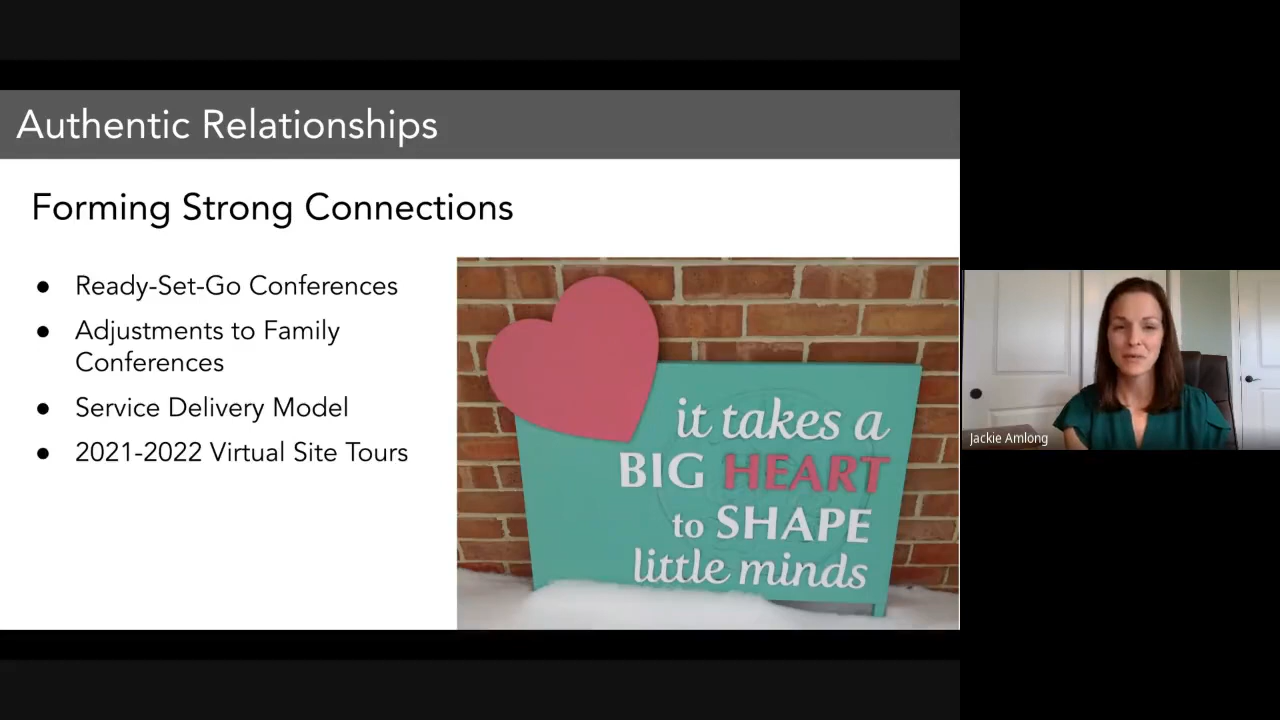 Authentic Relationships
Forming Strong Connections
● Ready-Set-Go Conferences
● Adjustments to Family
Conferences
● Service Delivery Model
● 2021-2022 Virtual Site Tours
it takes a
BIG HEART
to SHAPE
little minds
Jackie Amlong